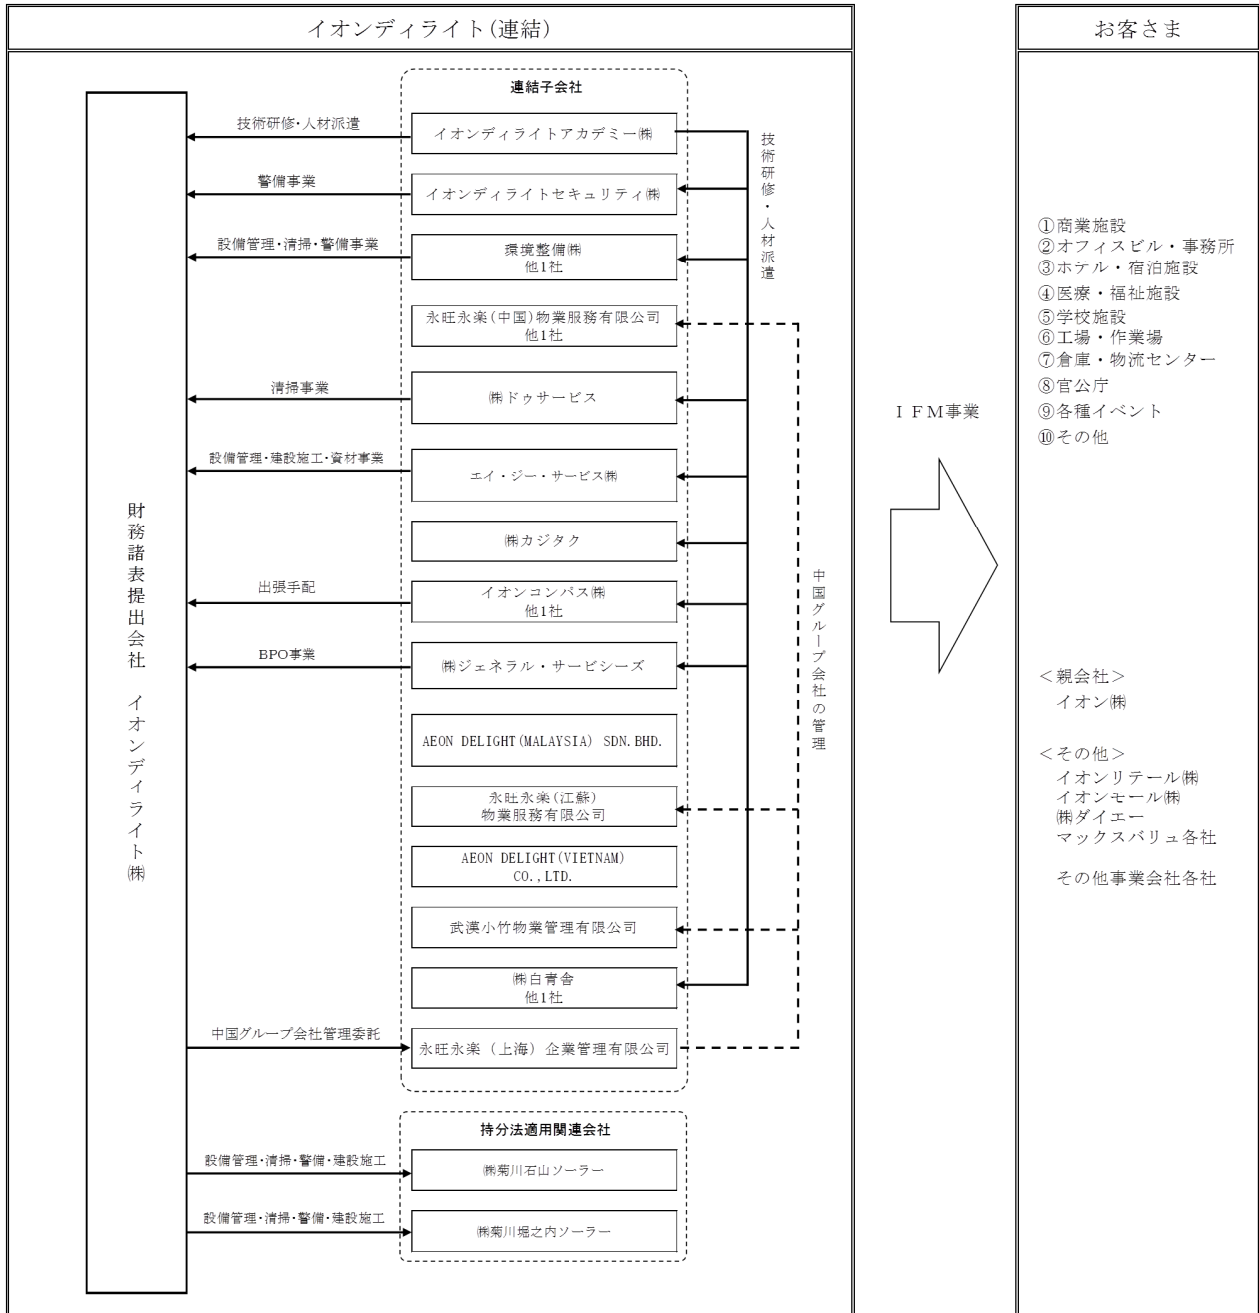 イオンディライト(連結)
お客さま
連結子会社
技術研修・人材派遣
イオンディライトアカデミー㈱
警備事業
イオンディライトセキュリティ㈱
設備管理・清掃・警備事業
環境整備㈱
他1社
永旺永楽(中国)物業服務有限公司
他1社
清掃事業
㈱ドゥサービス
設備管理・建設施工・資材事業
エイ・ジー・サービス㈱
㈱カジタク
出張手配
イオンコンパス㈱
他1社
BPO事業
㈱ジェネラル・サービシーズ
AEON DELIGHT(MALAYSIA) SDN.BHD.
永旺永楽(江蘇)
物業服務有限公司
AEON DELIGHT(VIETNAM)
CO.,LTD.
武漢小竹物業管理有限公司
㈱白青舎
他1社
中国グループ会社管理委託
永旺永楽（上海）企業管理有限公司
持分法適用関連会社
設備管理・清掃・警備・建設施工
㈱菊川石山ソーラー
設備管理・清掃・警備・建設施工
㈱菊川堀之内ソーラー
財務諸表提出会社　イオンディライト㈱
技術研修・人材派遣
中国グループ会社の管理
ＩＦＭ事業
①商業施設
②オフィスビル・事務所
③ホテル・宿泊施設
④医療・福祉施設
⑤学校施設
⑥工場・作業場
⑦倉庫・物流センター
⑧官公庁
⑨各種イベント
⑩その他
＜親会社＞
イオン㈱
＜その他＞
イオンリテール㈱
イオンモール㈱
㈱ダイエー
マックスバリュ各社
その他事業会社各社